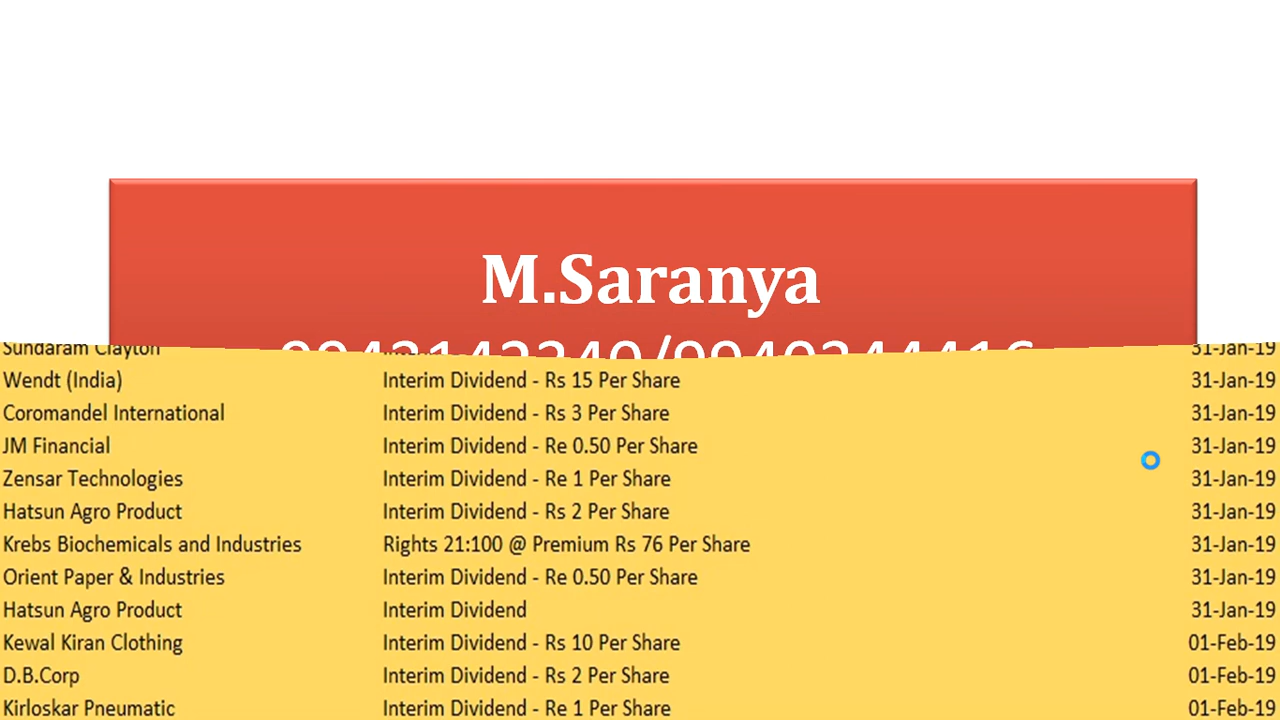 M.Saranya
Sundaram Clayton 31-Jan-19
Wendt (India) Interim Dividend - Rs 15 Per Share 31-Jan-19
Coromandel International Interim Dividend - Rs 3 Per Share 31-Jan-19
JM Financial Interim Dividend - Re 0.50 Per Share 31-Jan-19
Zensar Technologies Interim Dividend - Re 1 Per Share 31-Jan-19
Hatsun Agro Product Interim Dividend - Rs 2 Per Share 31-Jan-19
Krebs Biochemicals and Industries Rights 21:100 @ Premium Rs 76 Per Share 31-Jan-19
Orient Paper & Industries Interim Dividend - Re 0.50 Per Share 31-Jan-19
Hatsun Agro Product Interim Dividend 31-Jan-19
Kewal Kiran Clothing Interim Dividend - Rs 10 Per Share 01-Feb-19
D.B.Corp Interim Dividend - Rs 2 Per Share 01-Feb-19
Kirloskar Pneumatic Interim Dividend - Re 1 Per Share 01-Feb-19